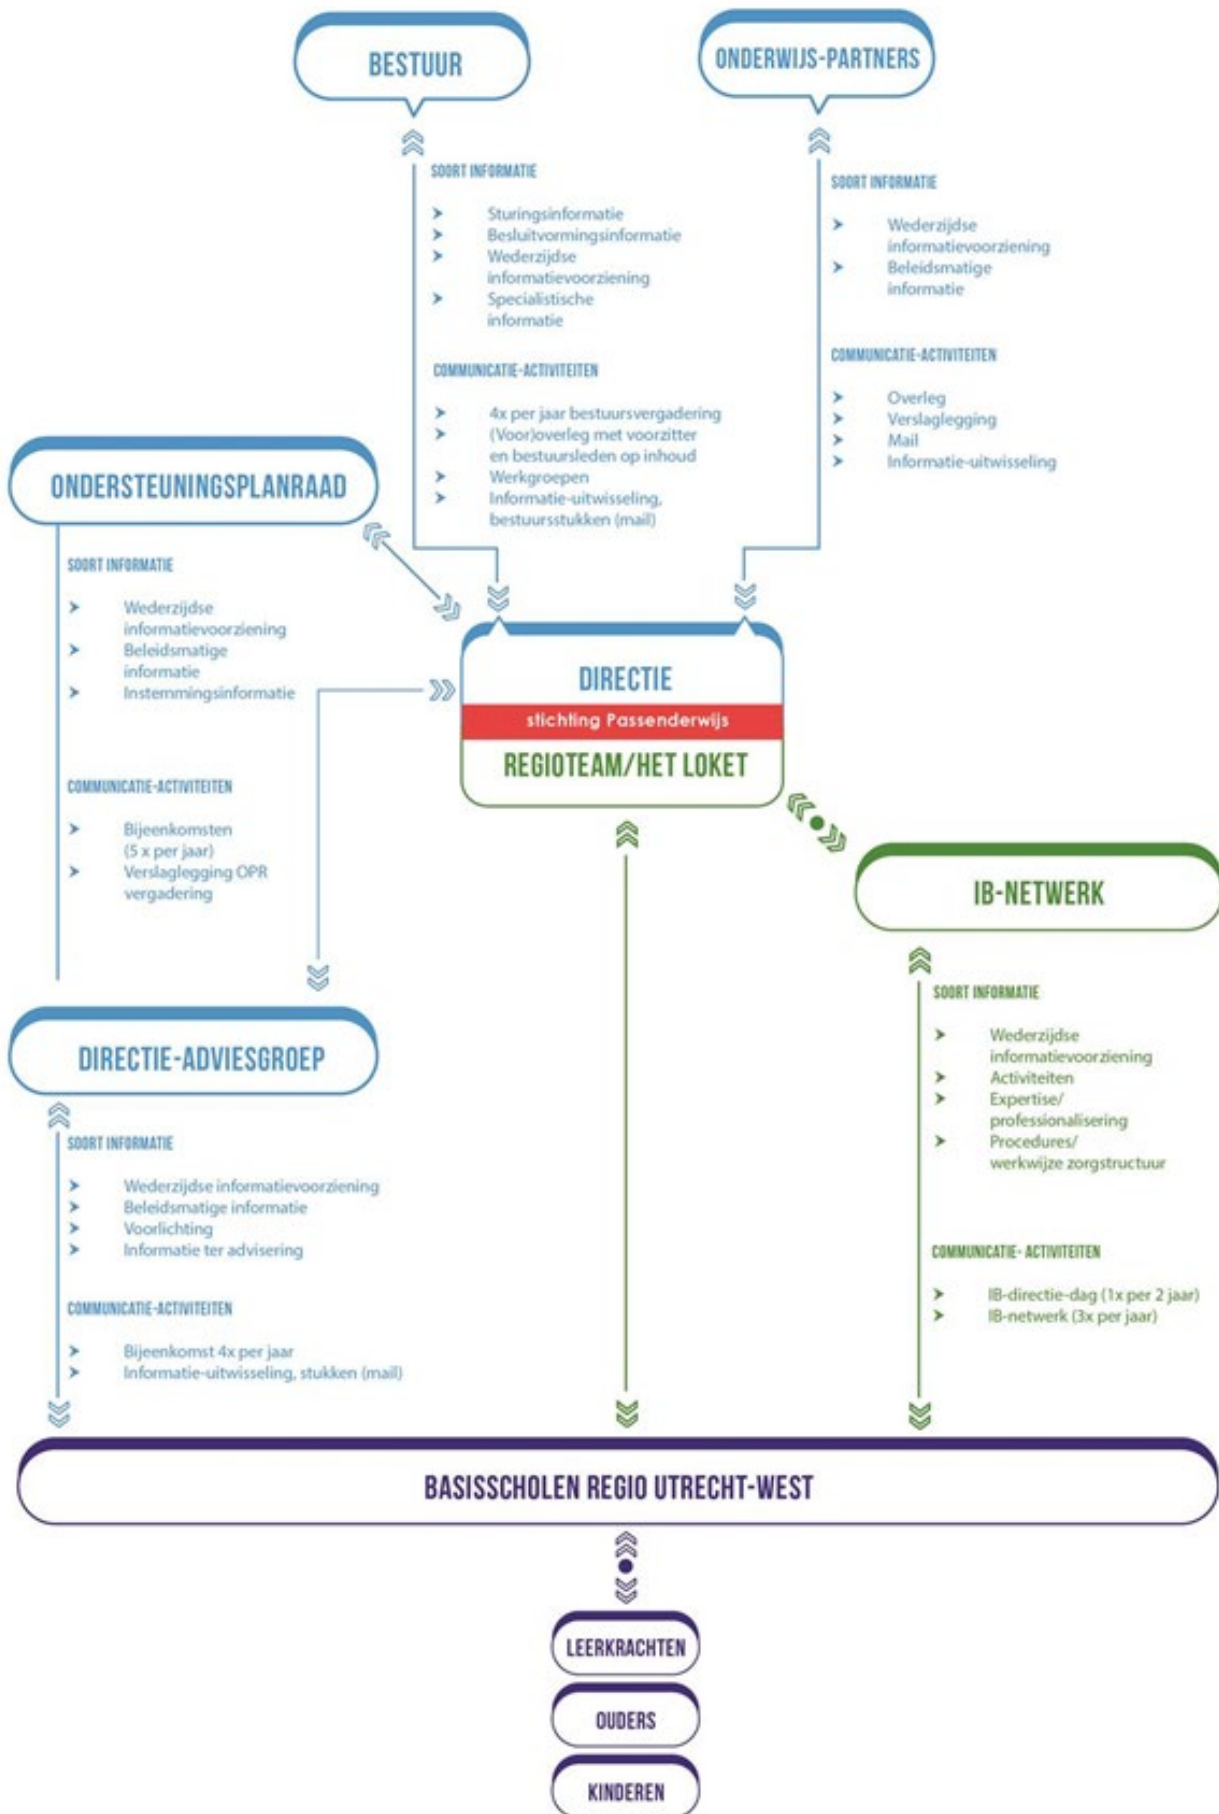 BESTUUR
ONDERWIJS-PARTNERS
SOORT INFORMATIE
➤ Sturingsinformatie
➤ Besluitvormingsinformatie
➤ Wederzijdse
informatievoorziening
➤ Specialistische
informatie
COMMUNICATIE-ACTIVITEITEN
➤ 4x per jaar bestuursvergadering
➤ (Voor)overleg met voorzitter
en bestuursleden op inhoud
➤ Werkgroepen
➤ Informatie-uitwisseling,
bestuursstukken (mail)
SOORT INFORMATIE
➤ Wederzijdse
informatievoorziening
➤ Beleidsmatige
informatie
COMMUNICATIE-ACTIVITEITEN
➤ Overleg
➤ Verslaglegging
➤ Mail
➤ Informatie-uitwisseling
ONDERSTEUNINGSPLANRAAD
SOORT INFORMATIE
➤ Wederzijdse
informatievoorziening
➤ Beleidsmatige
informatie
➤ Instemmingsinformatie
COMMUNICATIE-ACTIVITEITEN
➤ Bijeenkomsten
(5 x per jaar)
➤ Verslaglegging OPR
vergadering
DIRECTIE
stichting Passenderwijs
REGIOTEAM/HET LOKET
IB-NETWERK
SOORT INFORMATIE
➤ Wederzijdse
informatievoorziening
➤ Activiteiten
➤ Expertise/
professionalisering
➤ Procedures/
werkwijze zorgstructuur
COMMUNICATIE- ACTIVITEITEN
➤ IB-directie-dag (1x per 2 jaar)
➤ IB-netwerk (3x per jaar)
DIRECTIE-ADVIESGROEP
SOORT INFORMATIE
➤ Wederzijdse informatievoorziening
➤ Beleidsmatige informatie
➤ Voorlichting
➤ Informatie ter advisering
COMMUNICATIE-ACTIVITEITEN
➤ Bijeenkomst 4x per jaar
➤ Informatie-uitwisseling, stukken (mail)
BASISSCHOLEN REGIO UTRECHT-WEST
LEERKRACHTEN
OUDERS
KINDEREN